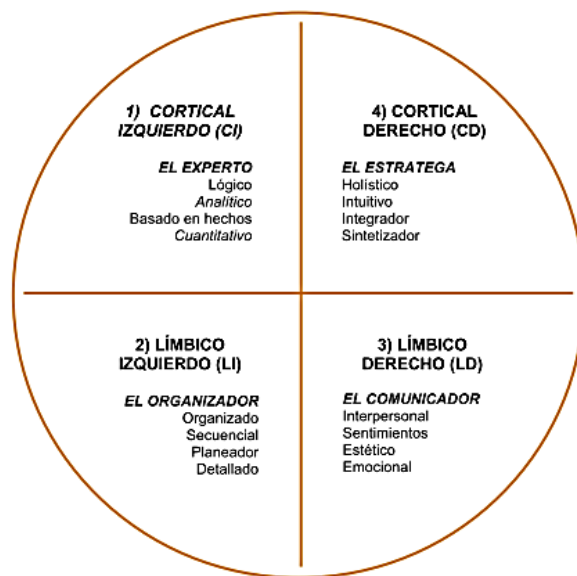 1) CORTICAL
IZQUIERDO (CI)
EL EXPERTO
Lógico
Analítico
Basado en hechos
Cuantitativo
4) CORTICAL
DERECHO (CD)
EL ESTRATEGA
Holístico
Intuitivo
Integrador
Sintetizador
2) LÍMBICO
IZQUIERDO (LI)
EL ORGANIZADOR
Organizado
Secuencial
Planeador
Detallado
3) LÍMBICO
DERECHO (LD)
EL COMUNICADOR
Interpersonal
Sentimientos
Estético
Emocional